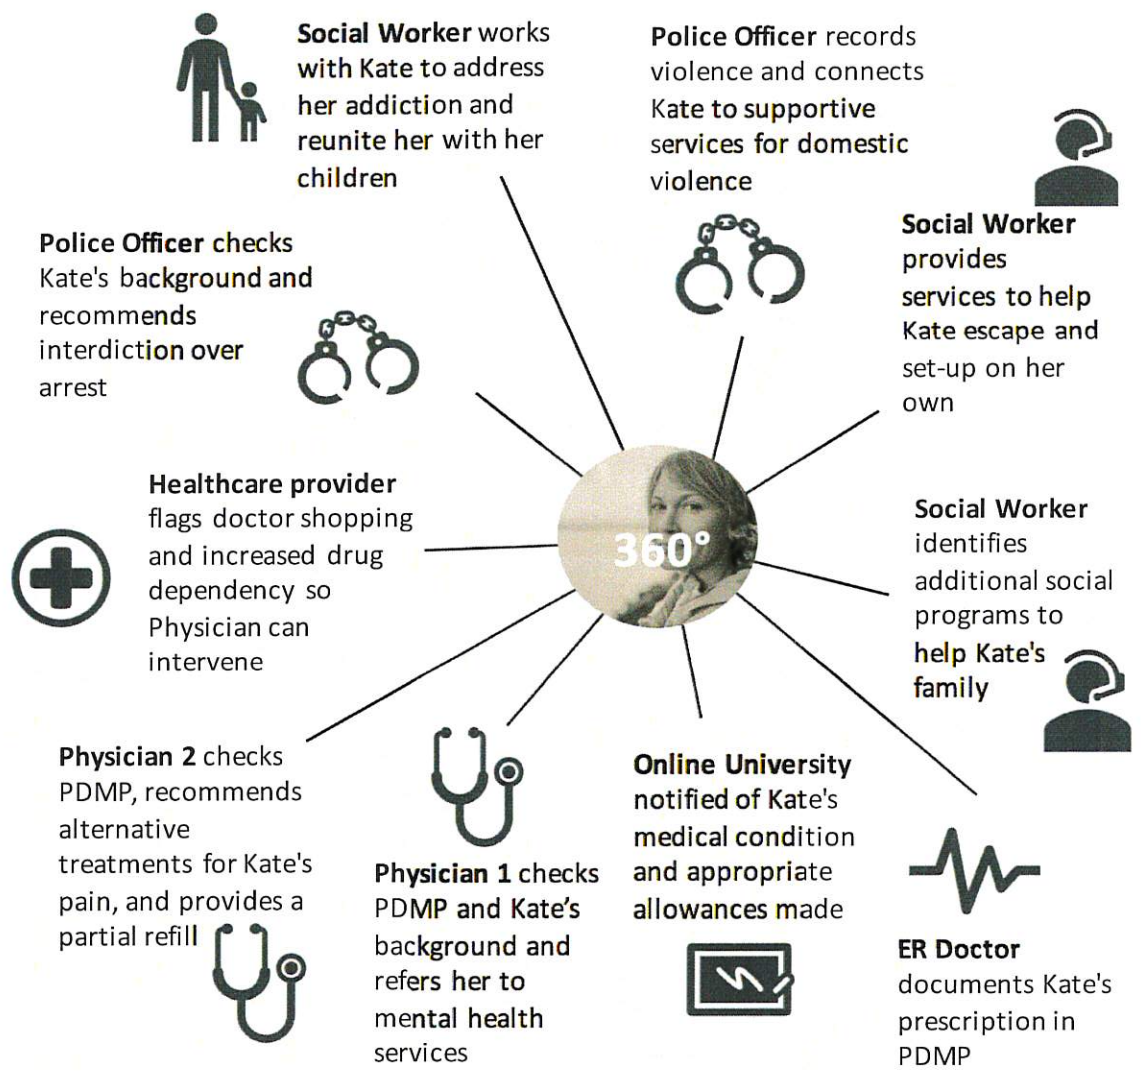 Social Worker works
with Kate to address
her addiction and
reunite her with her
children
Police Officer records
violence and connects
Kate to supportive
services for domestic
violence
Social Worker
provides
services to help
Kate escape and
set-up on her
own
Police Officer checks
Kate's background and
recommends
interdiction over
arrest
Healthcare provider
flags doctor shopping
and increased drug
dependency so
Physician can
intervene
360°
Social Worker
identifies
additional social
programs to
help Kate's
family
Physician 2 checks
PDMP, recommends
alternative
treatments for Kate's
pain, and provides a
partial refill
Physician 1 checks
PDMP and Kate's
background and
refers her to
mental health
services
Online University
notified of Kate's
medical condition
and appropriate
allowances made
ER Doctor
documents Kate's
prescription in
PDMP